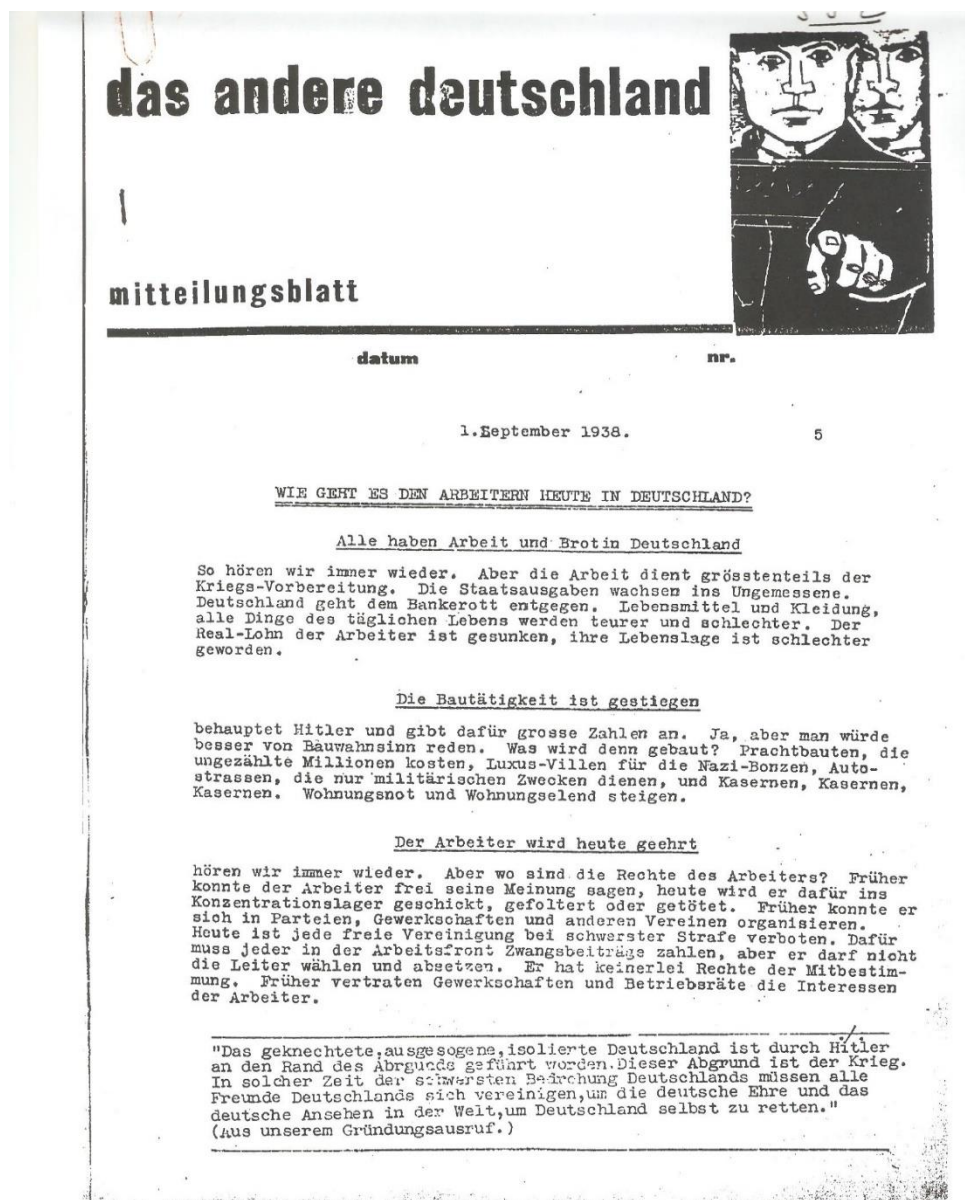 das andere deutschland
mitteilungsblatt
datum nr.
1.September 1938. 5
WIE GEHT ES DEN ARBEITERN HEUTE IN DEUTSCHLAND?
Alle haben Arbeit und Brotin Deutschland
So hören wir immer wieder. Aber die Arbeit dient grösstenteils der
Kriegs-Vorbereitung. Die Staatsausgaben wachsen ins Ungemessene.
Deutschland geht dem Bankerott entgegen. Lebensmittel und Kleidung,
alle Dinge des täglichen Lebens werden teurer und schlechter. Der
Real-Lohn der Arbeiter ist gesunken, ihre Lebenslage ist schlechter
geworden.
Die Bautätigkeit ist gestiegen
behauptet Hitler und gibt dafür grosse Zahlen an. Ja, aber man würde
besser von Bauwahnsinn reden. Was wird denn gebaut? Prachtbauten, die
ungezählte Millionen kosten, Luxus-Villen für die Nazi-Bonzen, Auto-
strassen, die nur militärischen Zwecken dienen, und Kasernen, Kasernen,
Kasernen. Wohnungsnot und Wohnungselend steigen.
Der Arbeiter wird heute geehrt
hören wir immer wieder. Aber wo sind die Rechte des Arbeiters? Früher
konnte der Arbeiter frei seine Meinung sagen, heute wird er dafür ins
Konzentrationslager geschickt, gefoltert oder getötet. Früher konnte er
sich in Parteien, Gewerkschaften und anderen Vereinen organisieren.
Heute ist jede freie Vereinigung bei schwerster Strafe verboten. Dafür
muss jeder in der Arbeitsfront Zwangsbeiträge zahlen, aber er darf nicht
die Leiter wählen und absetzen. Er hat keinerlei Rechte der Mitbestim-
mung. Früher vertraten Gewerkschaften und Betriebsräte die Interessen
der Arbeiter.
"Das geknechtete,ausgesogene,isolierte Deutschland ist durch Hitler
an den Rand des Abrgunds geführt worden.Dieser Abgrund ist der Krieg.
In solcher Zeit der schwersten Bedrohung Deutschlands müssen alle
Freunde Deutschlands sich vereinigen,um die deutsche Ehre und das
deutsche Ansehen in der Welt,um Deutschland selbst zu retten."
(Aus unserem Gründungsausruf.)